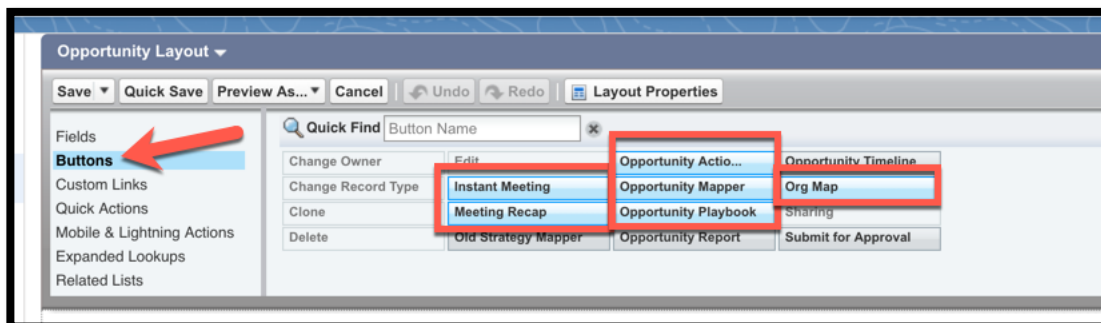 Opportunity Layout
Save Quick Save Preview As... Cancel Undo Redo Layout Properties
Fields
Buttons
Custom Links
Quick Actions
Mobile & Lightning Actions
Expanded Lookups
Related Lists
Quick Find Button Name
Change Owner Edit Opportunity Actio... Opportunity Timeline
Change Record Type Instant Meeting Opportunity Mapper Org Map
Clone Meeting Recap Opportunity Playbook Sharing
Delete Old Strategy Mapper Opportunity Report Submit for Approval